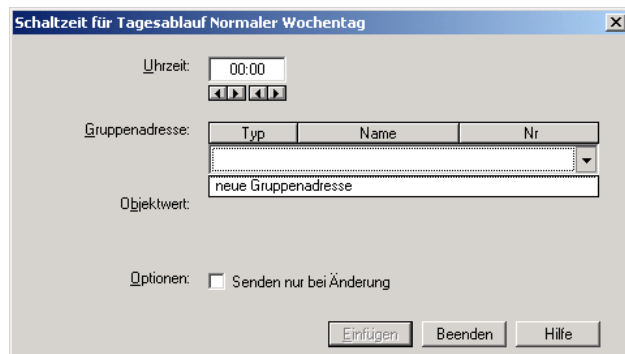 Schaltzeit für Tagesablauf Normaler Wochentag
Uhrzeit: 00:00
Gruppenadresse: Typ Name Nr
neue Gruppenadresse
Objektwert:
Optionen: Senden nur bei Änderung
Einfügen Beenden Hilfe